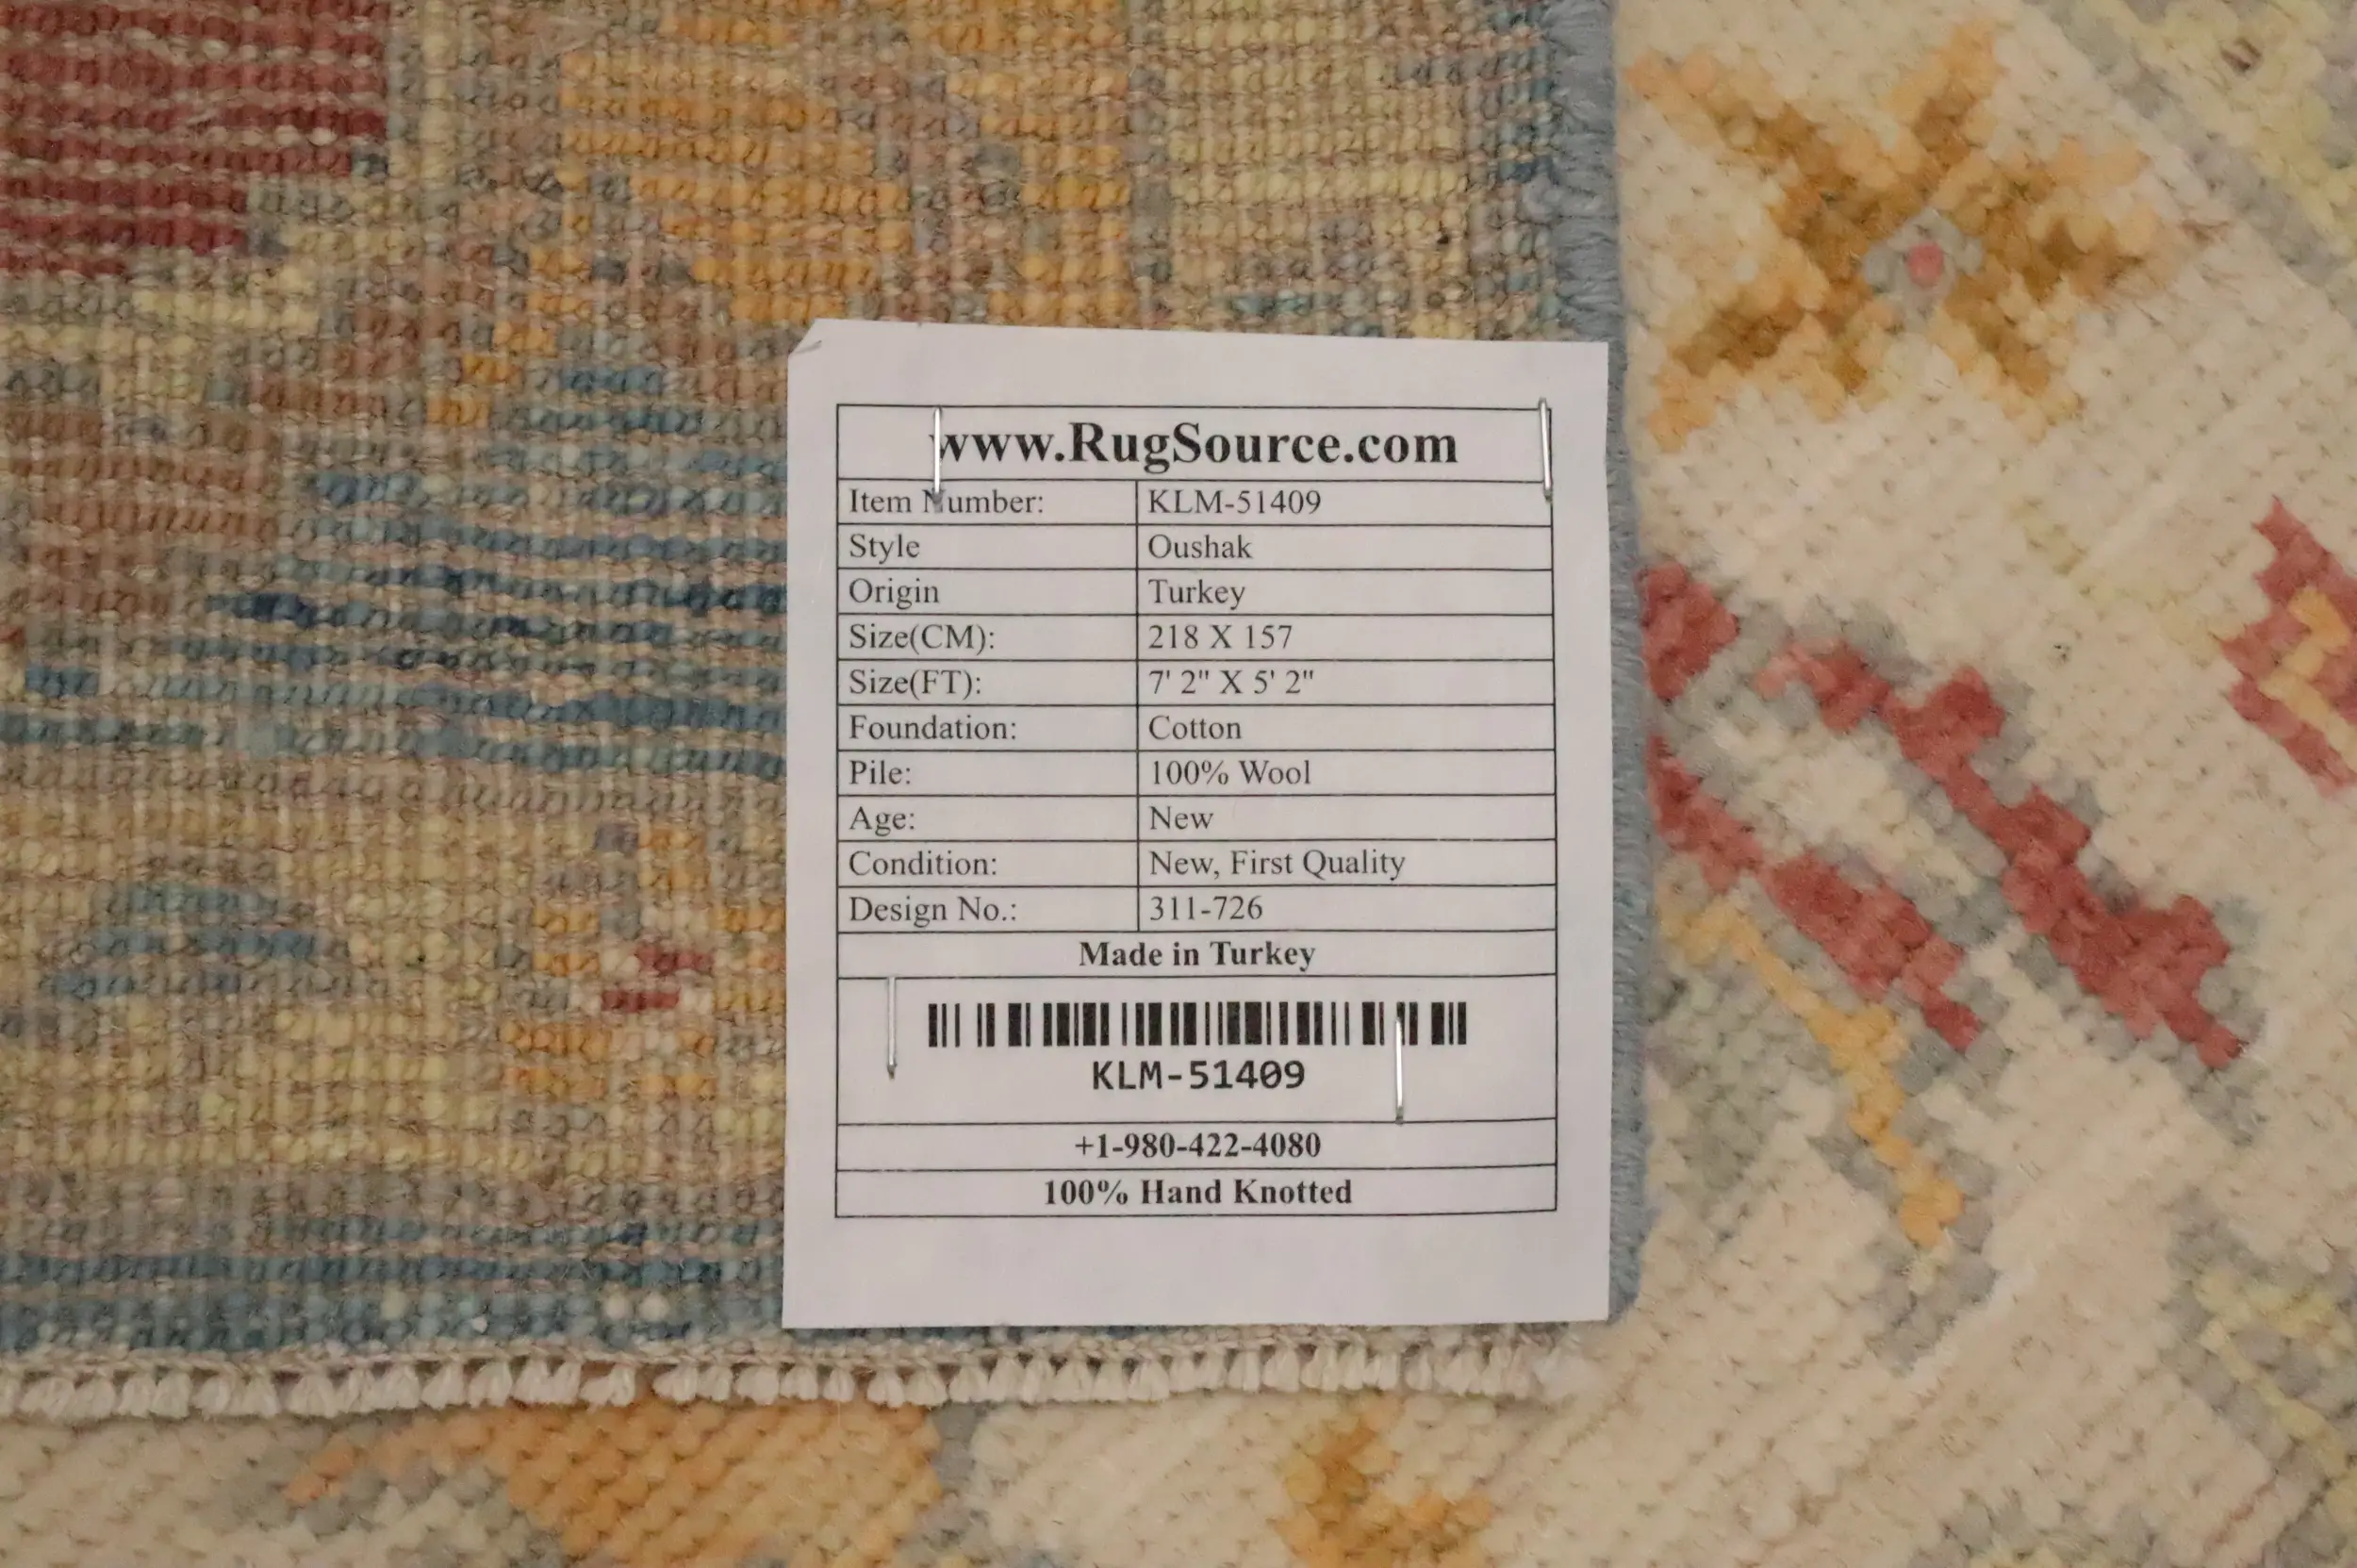 www.RugSource.com
Item Number: KLM-51409
Style Oushak
Origin Turkey
Size(CM): 218 X 157
Size(FT): 7' 2" X 5' 2"
Foundation: Cotton
Pile: 100% Wool
Age: New
Condition: New, First Quality
Design No.: 311-726
Made in Turkey
KLM-51409
+1-980-422-4080
100% Hand Knotted